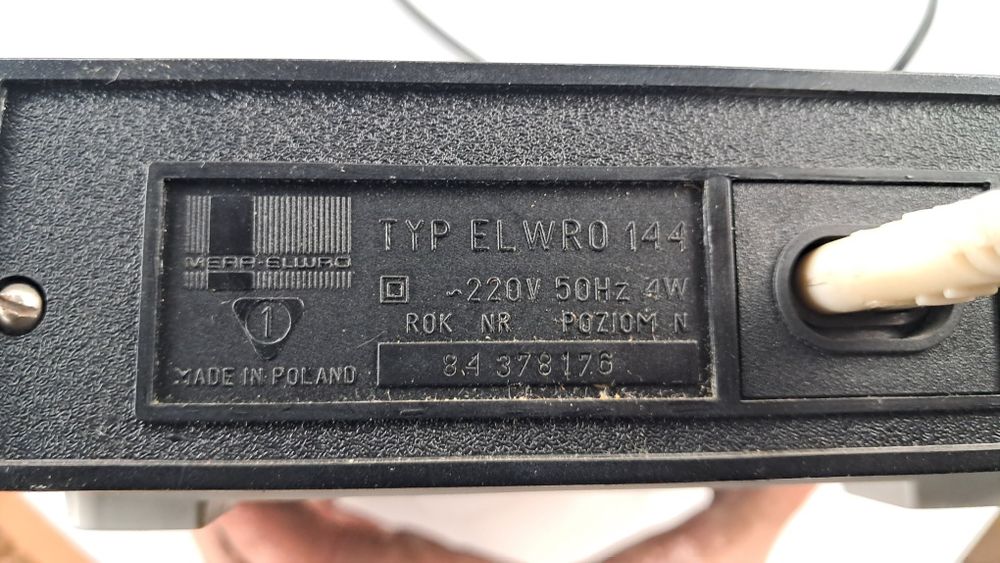 MERA-ELWRO
1
MADE IN POLAND
TYP ELWRO 144
~220V 50Hz 4W
ROK NR POZIOM N
84 378176